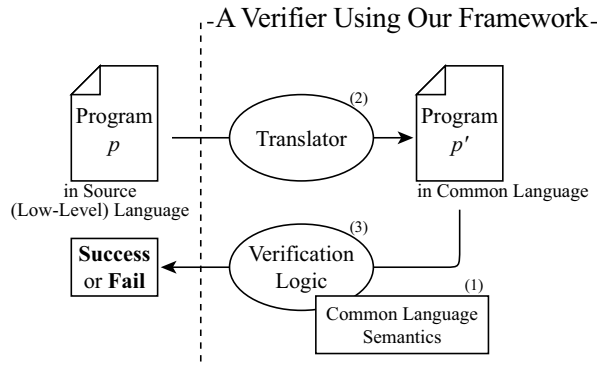 A Verifier Using Our Framework
(2)
Program
p
Translator
Program
p′
in Source
(Low-Level) Language
in Common Language
(3)
Success
or Fail
Verification
Logic
(1)
Common Language
Semantics